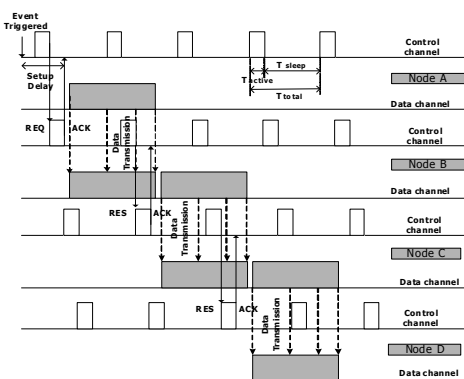 Event
Triggered
Control
channel
T sleep
Setup
Delay
T active
Node A
T total
Data channel
REQ
ACK
Data
Transmission
Control
channel
Node B
Data channel
RES
ACK
Data
Transmission
Control
channel
Node C
Data channel
RES
ACK
Data
Transmission
Control
channel
Node D
Data channel